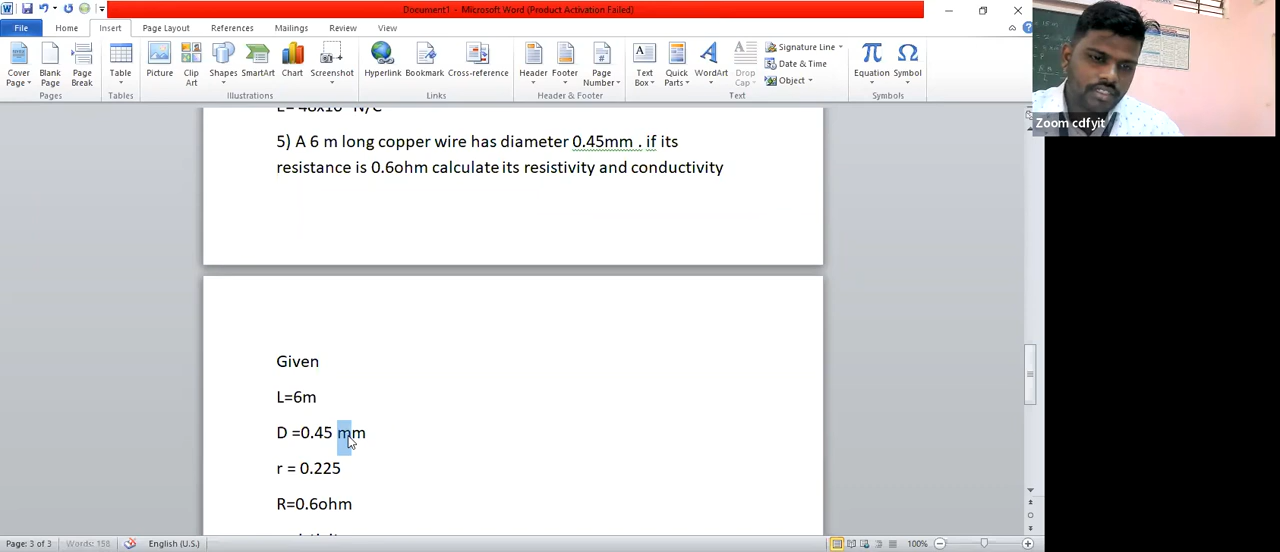 Document1 - Microsoft Word (Product Activation Failed)
File Home Insert Page Layout References Mailings Review View
Cover Page Blank Page Page Break
Pages
Table
Tables
Picture Clip Art Shapes SmartArt Chart Screenshot
Illustrations
Hyperlink Bookmark Cross-reference
Links
Header Footer Page Number
Header & Footer
Text Box Quick Parts WordArt Drop Cap
Signature Line
Date & Time
Object
Text
Equation Symbol
Symbols
Zoom cdfyit
5) A 6 m long copper wire has diameter 0.45mm . if its
resistance is 0.6ohm calculate its resistivity and conductivity
Given
L=6m
D =0.45 mm
r = 0.225
R=0.6ohm
Page: 3 of 3 Words: 158 English (U.S.) 100%